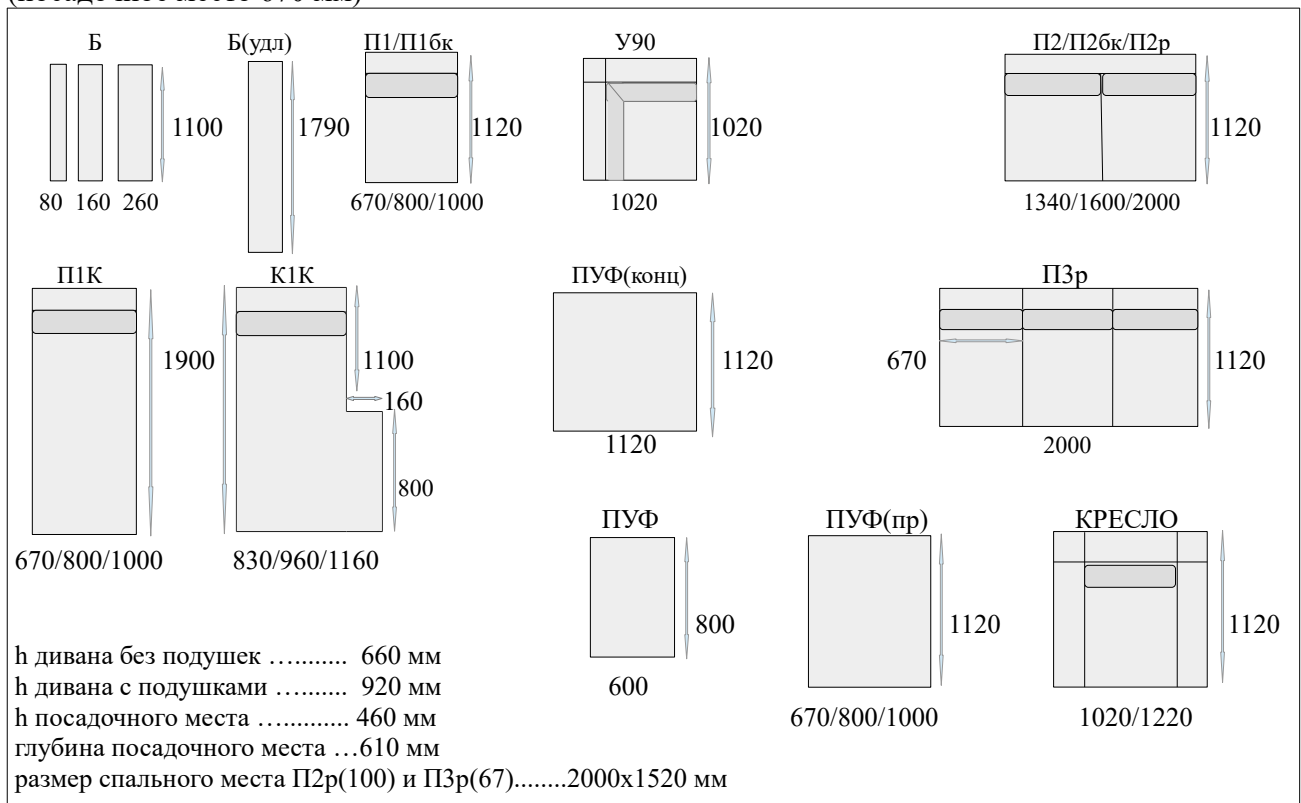 (посадочное место 670 мм)
Б
Б(удл)
П1/П1бк
У90
П2/П2бк/П2р
1100
1790
1120
1020
1120
80 160 260
670/800/1000
1020
1340/1600/2000
П1К
К1К
ПУФ(конц)
П3р
1900
1100
160
800
1120
670
1120
1120
2000
670/800/1000
830/960/1160
ПУФ
ПУФ(пр)
КРЕСЛО
800
1120
1120
600
670/800/1000
1020/1220
h дивана без подушек …........ 660 мм
h дивана с подушками …....... 920 мм
h посадочного места ….......... 460 мм
глубина посадочного места …610 мм
размер спального места П2р(100) и П3р(67)........2000х1520 мм